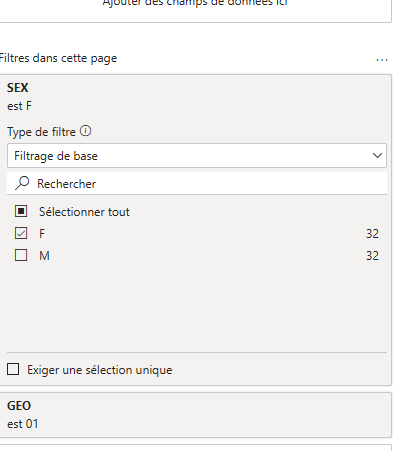 Ajouter des champs de données ici
Filtres dans cette page
...
SEX
est F
Type de filtre
Filtrage de base
Rechercher
Sélectionner tout
F 32
M 32
Exiger une sélection unique
GEO
est 01